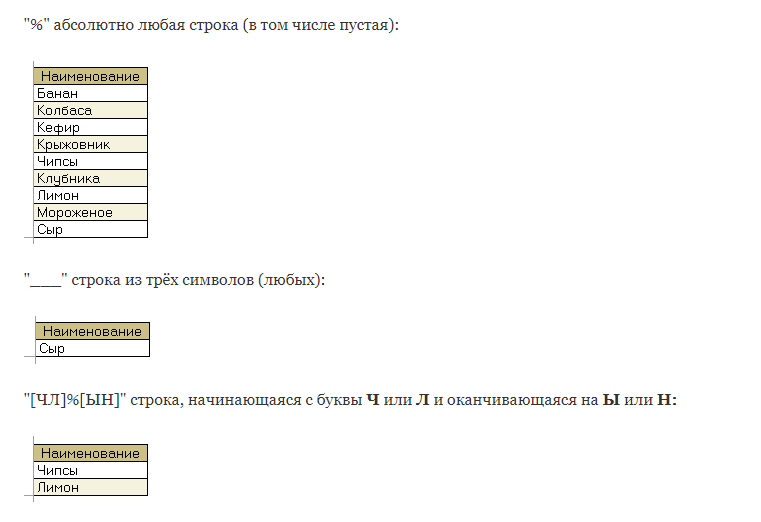 "%" абсолютно любая строка (в том числе пустая):
Наименование
Банан
Колбаса
Кефир
Крыжовник
Чипсы
Клубника
Лимон
Мороженое
Сыр
"___" строка из трёх символов (любых):
Наименование
Сыр
"[ЧЛ]%[ЫН]" строка, начинающаяся с буквы Ч или Л и оканчивающаяся на Ы или Н:
Наименование
Чипсы
Лимон